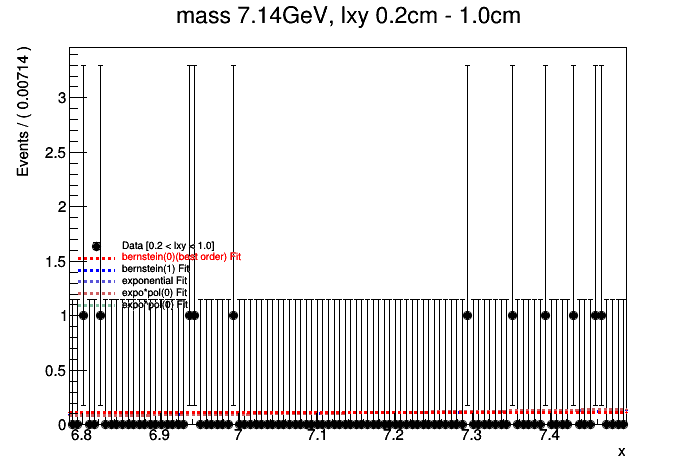 mass 7.14GeV, lxy 0.2cm - 1.0cm
Events / ( 0.00714 )
3
2.5
2
1.5
1
0.5
0
Data [0.2 < lxy < 1.0]
bernstein(0)(best order) Fit
bernstein(1) Fit
exponential Fit
expo*pol(0) Fit
expo*pol(0) Fit
6.8 6.9 7 7.1 7.2 7.3 7.4
x